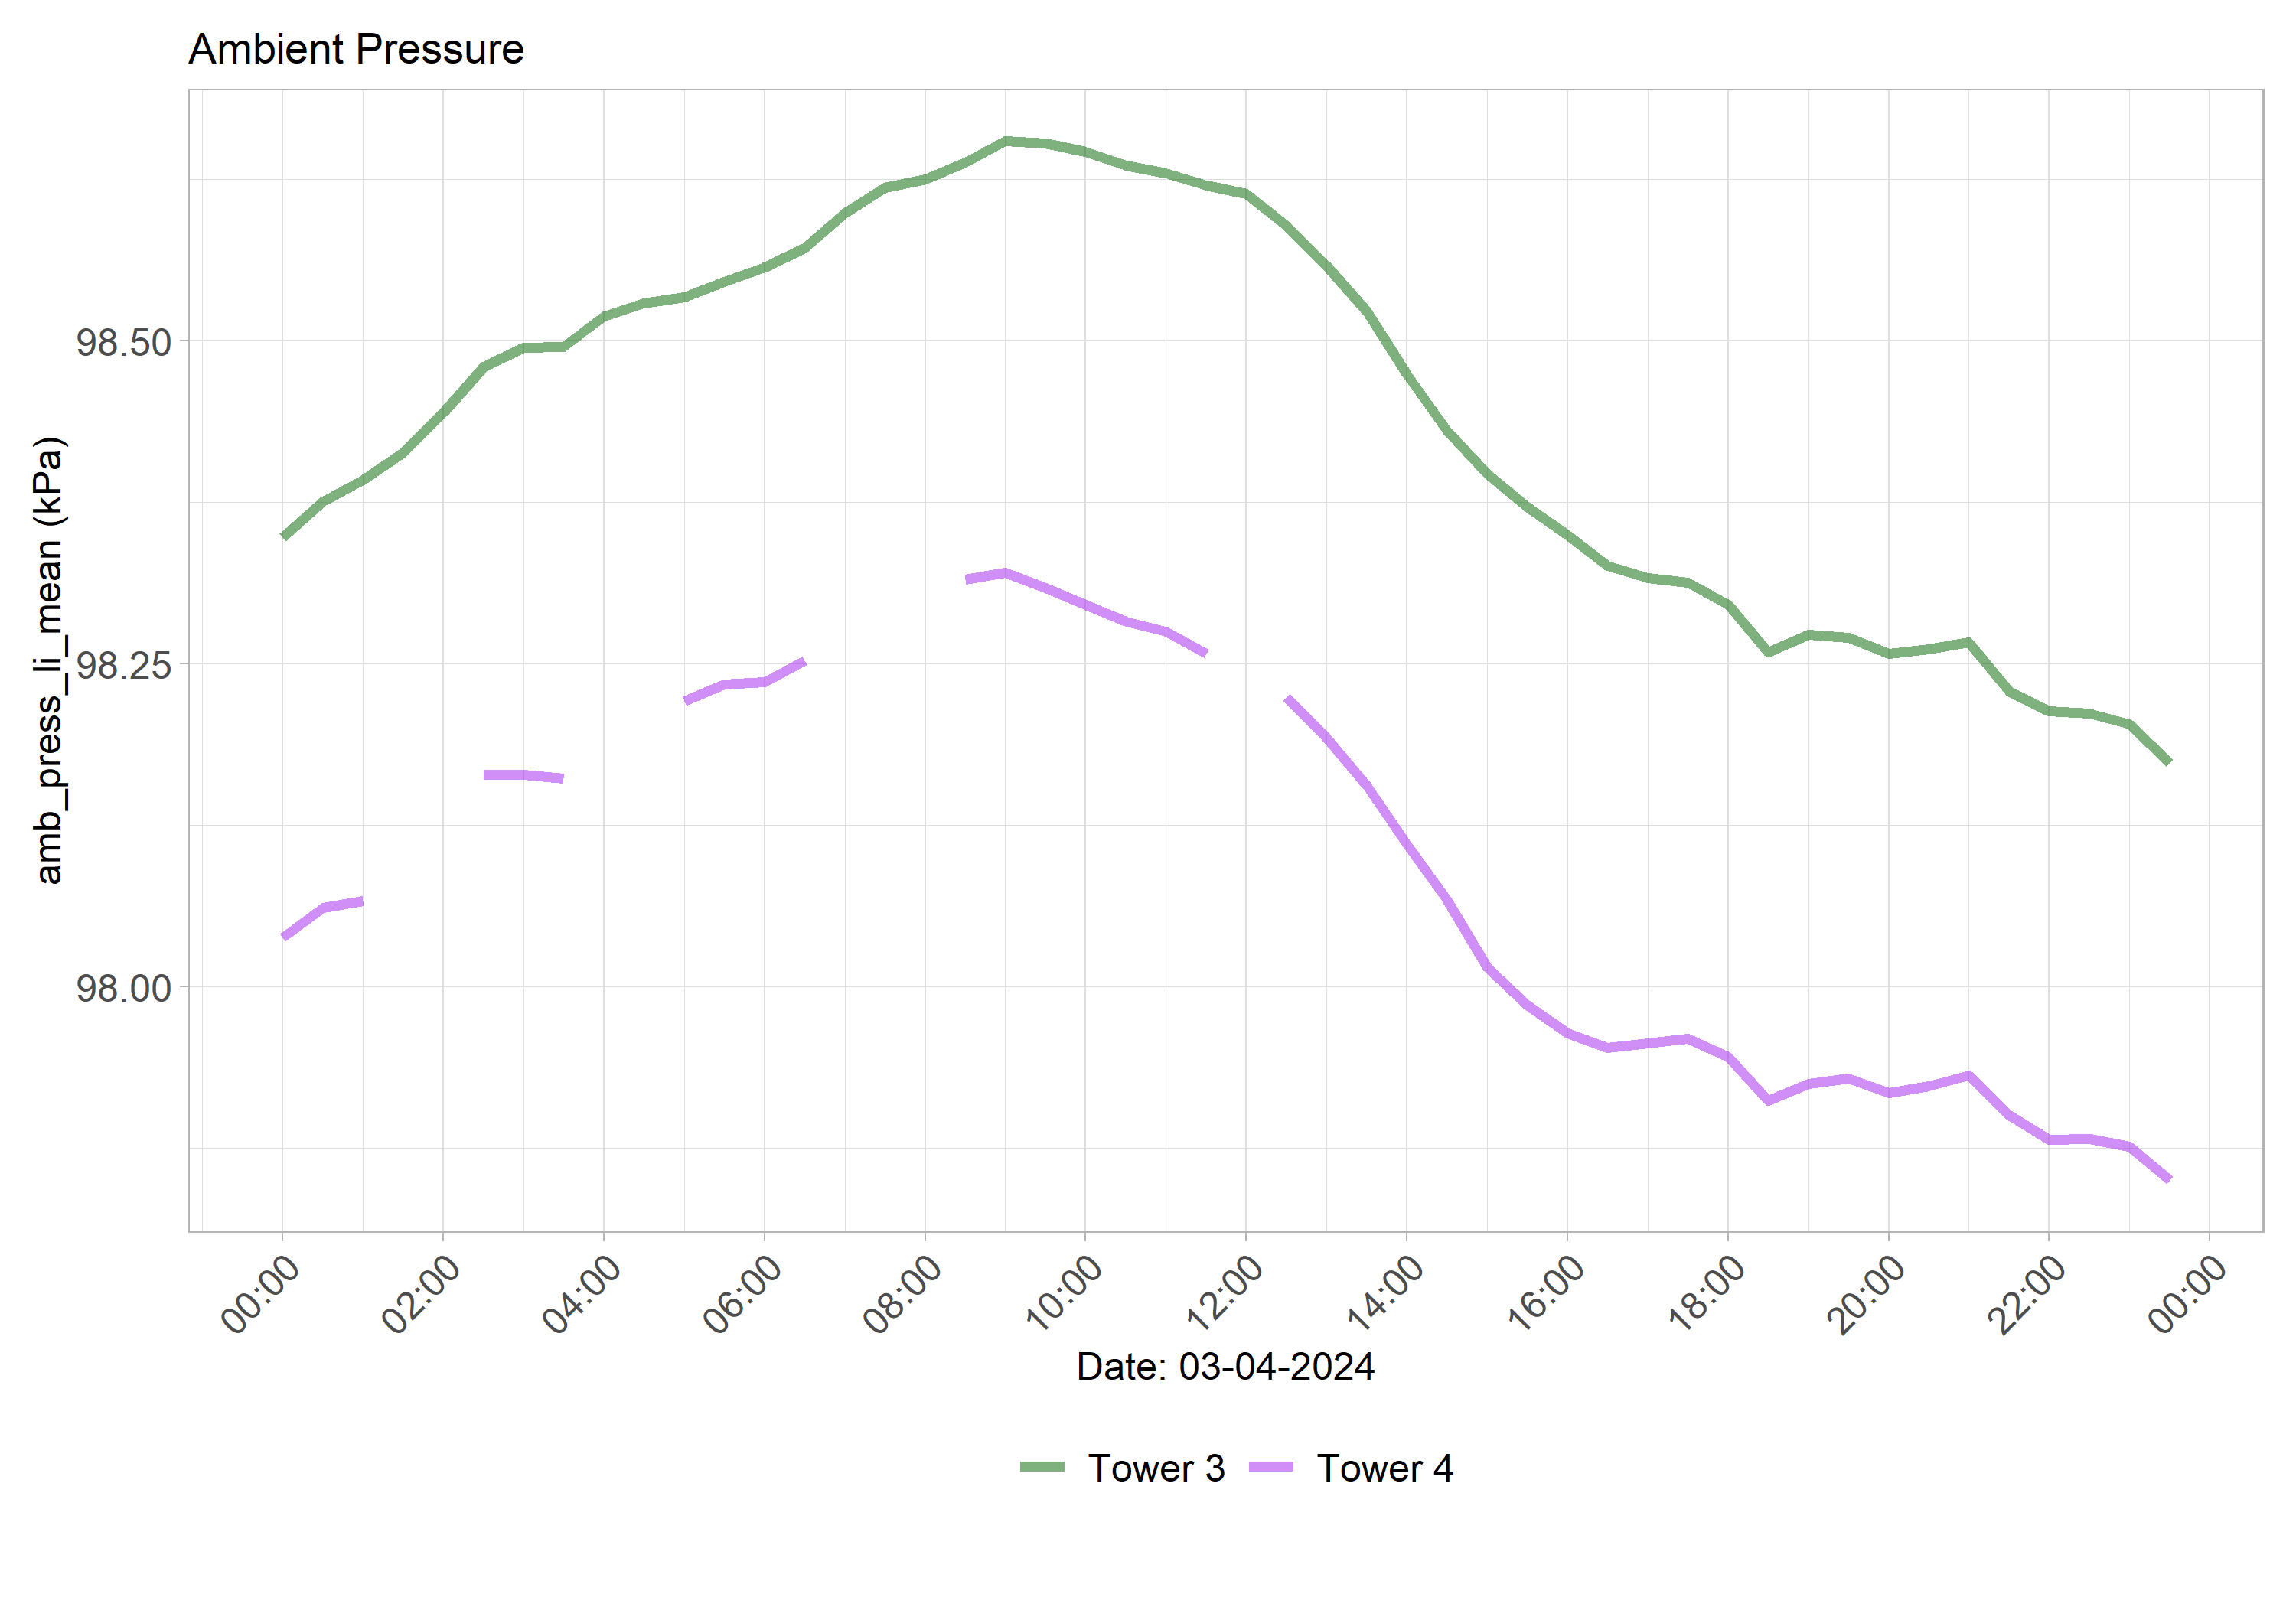 Ambient Pressure
amb_press_li_mean (kPa)
98.50
98.25
98.00
00:00 02:00 04:00 06:00 08:00 10:00 12:00 14:00 16:00 18:00 20:00 22:00 00:00
Date: 03-04-2024
Tower 3 Tower 4